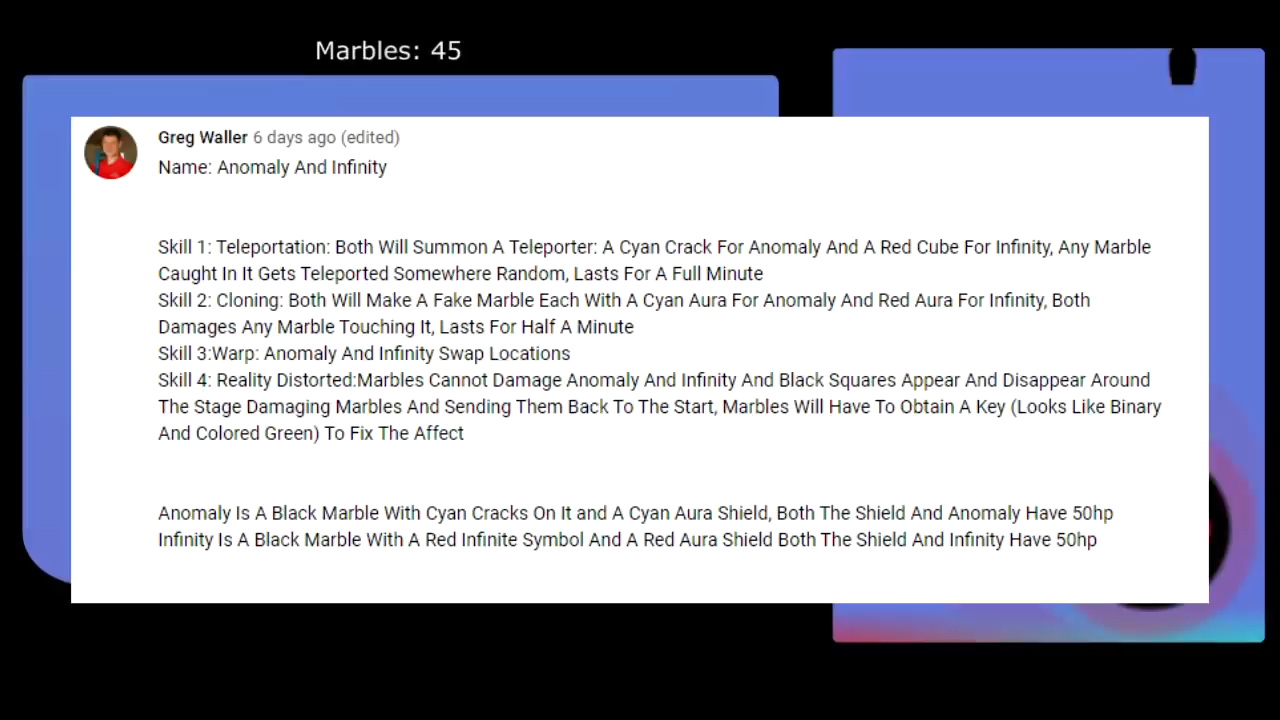 Marbles: 45
Greg Waller 6 days ago (edited)
Name: Anomaly And Infinity
Skill 1: Teleportation: Both Will Summon A Teleporter: A Cyan Crack For Anomaly And A Red Cube For Infinity, Any Marble
Caught In It Gets Teleported Somewhere Random, Lasts For A Full Minute
Skill 2: Cloning: Both Will Make A Fake Marble Each With A Cyan Aura For Anomaly And Red Aura For Infinity, Both
Damages Any Marble Touching It, Lasts For Half A Minute
Skill 3:Warp: Anomaly And Infinity Swap Locations
Skill 4: Reality Distorted:Marbles Cannot Damage Anomaly And Infinity And Black Squares Appear And Disappear Around
The Stage Damaging Marbles And Sending Them Back To The Start, Marbles Will Have To Obtain A Key (Looks Like Binary
And Colored Green) To Fix The Affect
Anomaly Is A Black Marble With Cyan Cracks On It and A Cyan Aura Shield, Both The Shield And Anomaly Have 50hp
Infinity Is A Black Marble With A Red Infinite Symbol And A Red Aura Shield Both The Shield And Infinity Have 50hp